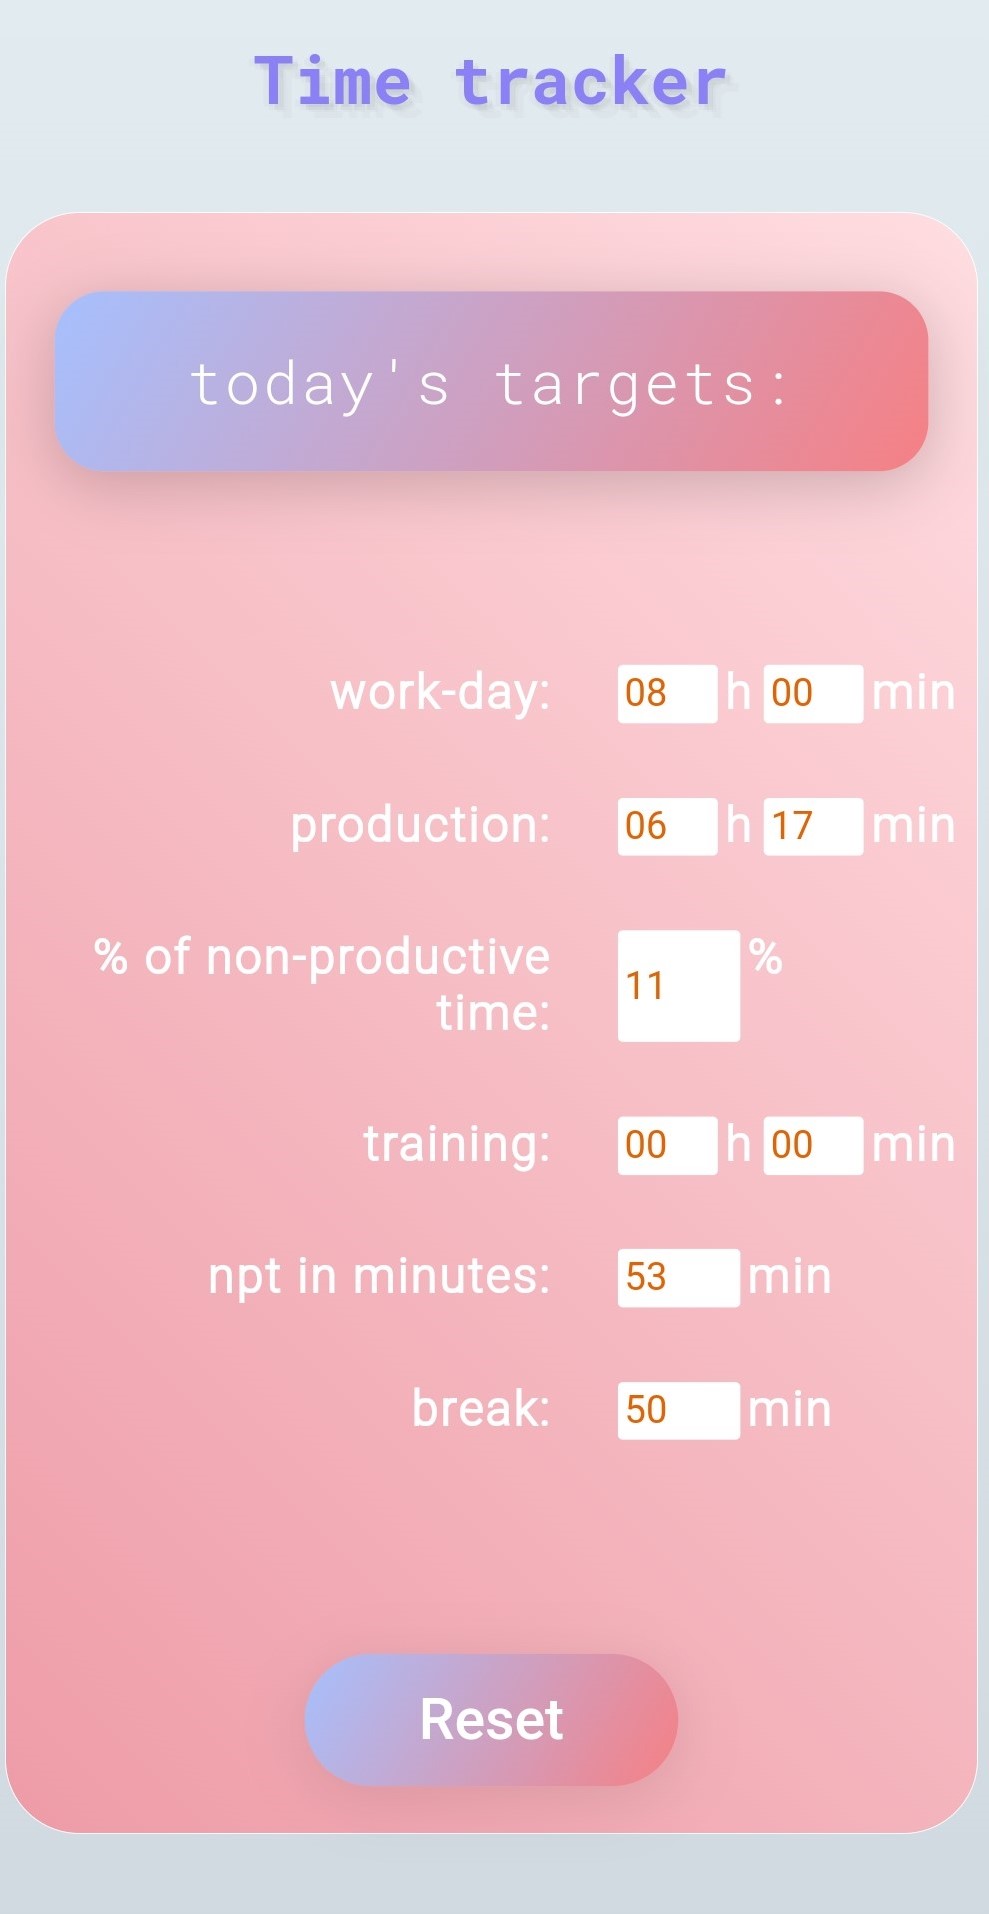 Time tracker
today's targets:
work-day: 08 h 00 min
production: 06 h 17 min
% of non-productive
time: 11 %
training: 00 h 00 min
npt in minutes: 53 min
break: 50 min
Reset